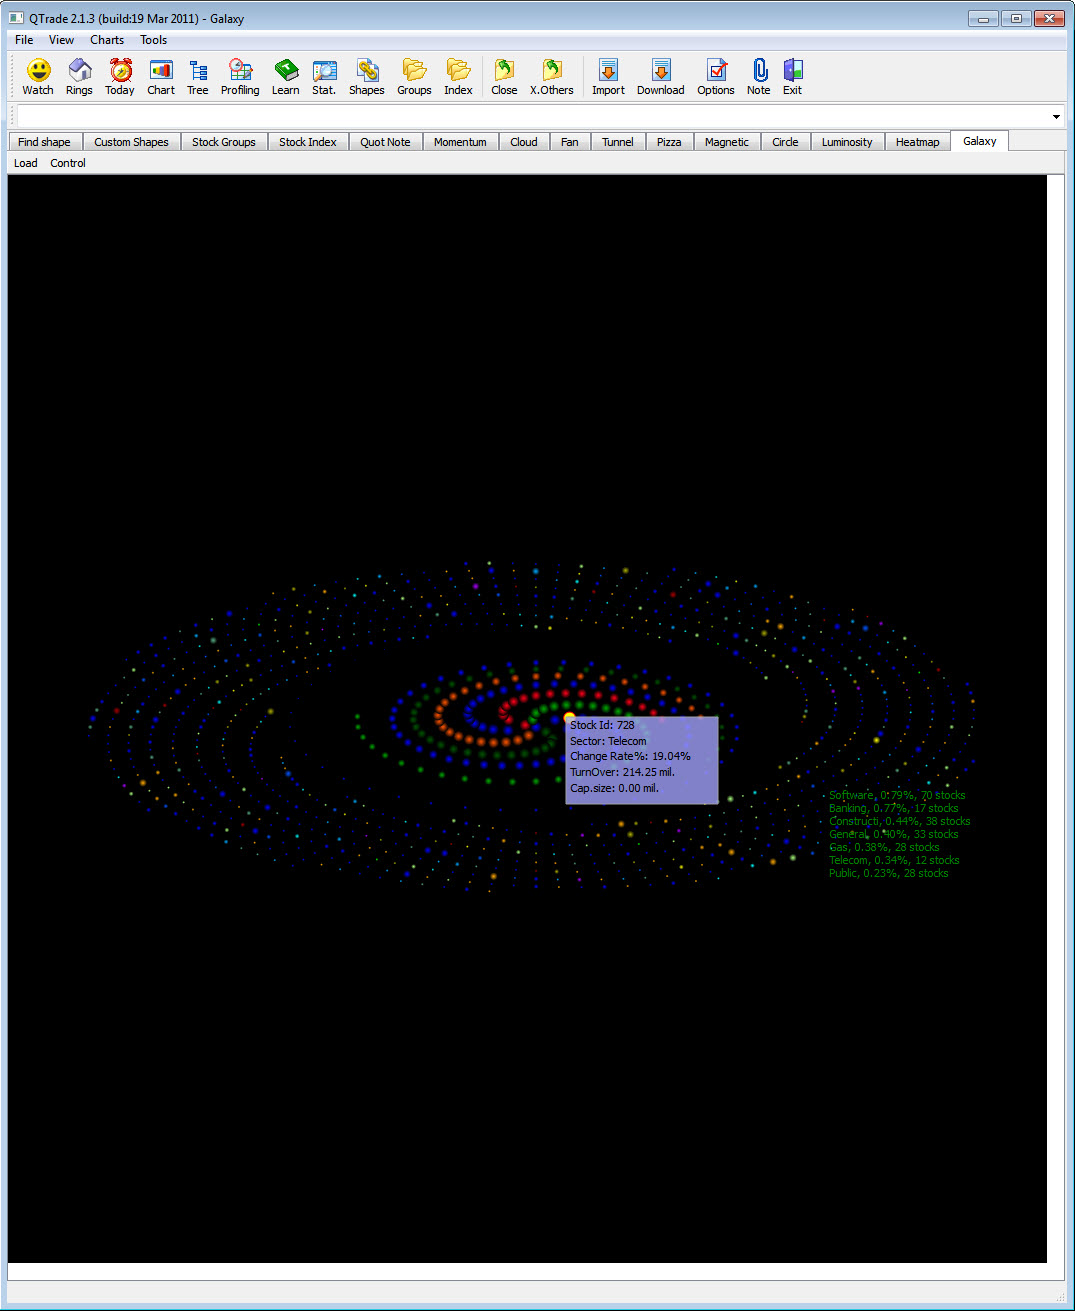 QTrade 2.1.3 (build:19 Mar 2011) - Galaxy
File View Charts Tools
Watch Rings Today Chart Tree Profiling Learn Stat. Shapes Groups Index Close X.Others Import Download Options Note Exit
Find shape Custom Shapes Stock Groups Stock Index Quot Note Momentum Cloud Fan Tunnel Pizza Magnetic Circle Luminosity Heatmap Galaxy
Load Control
Stock Id: 728
Sector: Telecom
Change Rate%: 19.04%
TurnOver: 214.25 mil.
Cap.size: 0.00 mil.
Software, 0.79%, 70 stocks
Banking, 0.77%, 17 stocks
Constructi, 0.44%, 38 stocks
General, 0.40%, 33 stocks
Gas, 0.38%, 28 stocks
Telecom, 0.34%, 12 stocks
Public, 0.23%, 28 stocks